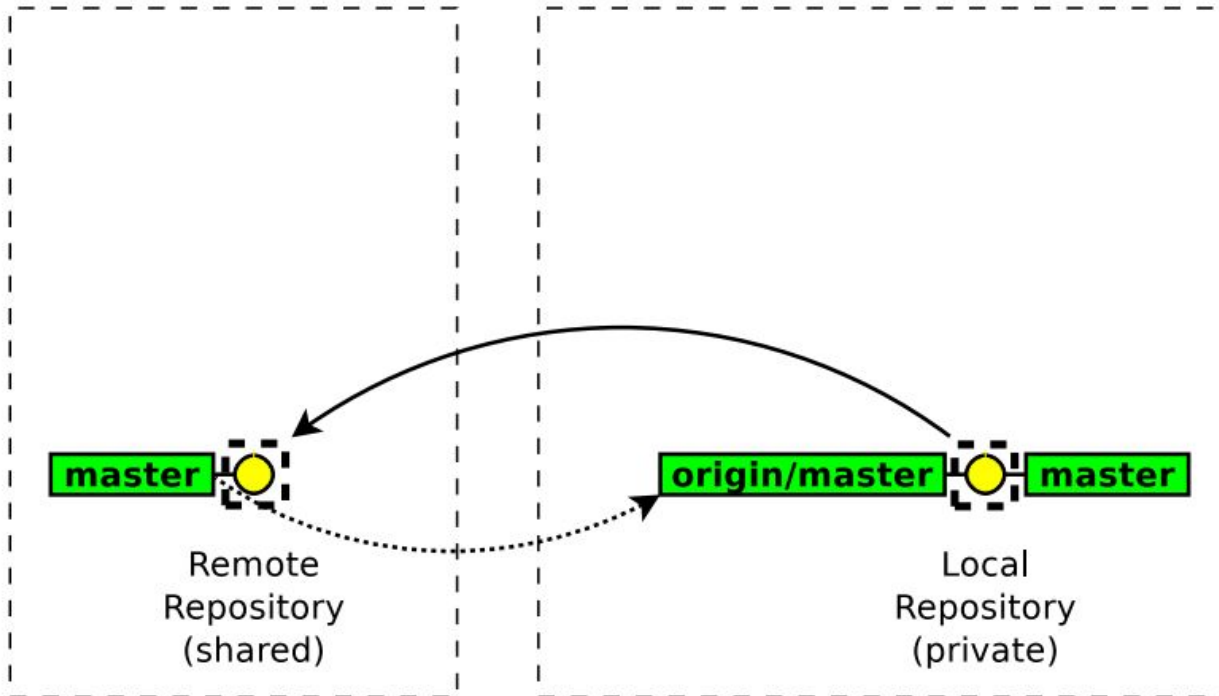 master
origin/master
master
Remote
Repository
(shared)
Local
Repository
(private)